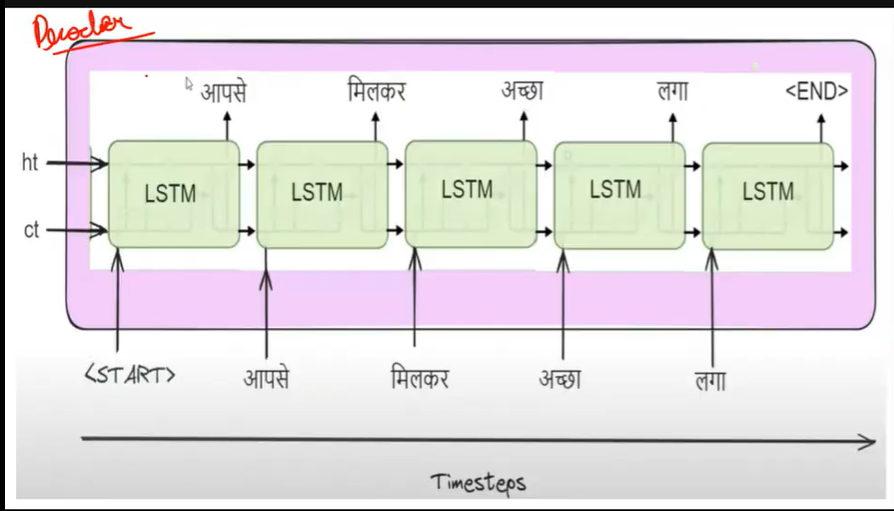 Decoder
आपसे मिलकर अच्छा लगा <END>
ht
LSTM LSTM LSTM LSTM LSTM
ct
<START> आपसे मिलकर अच्छा लगा
Timesteps